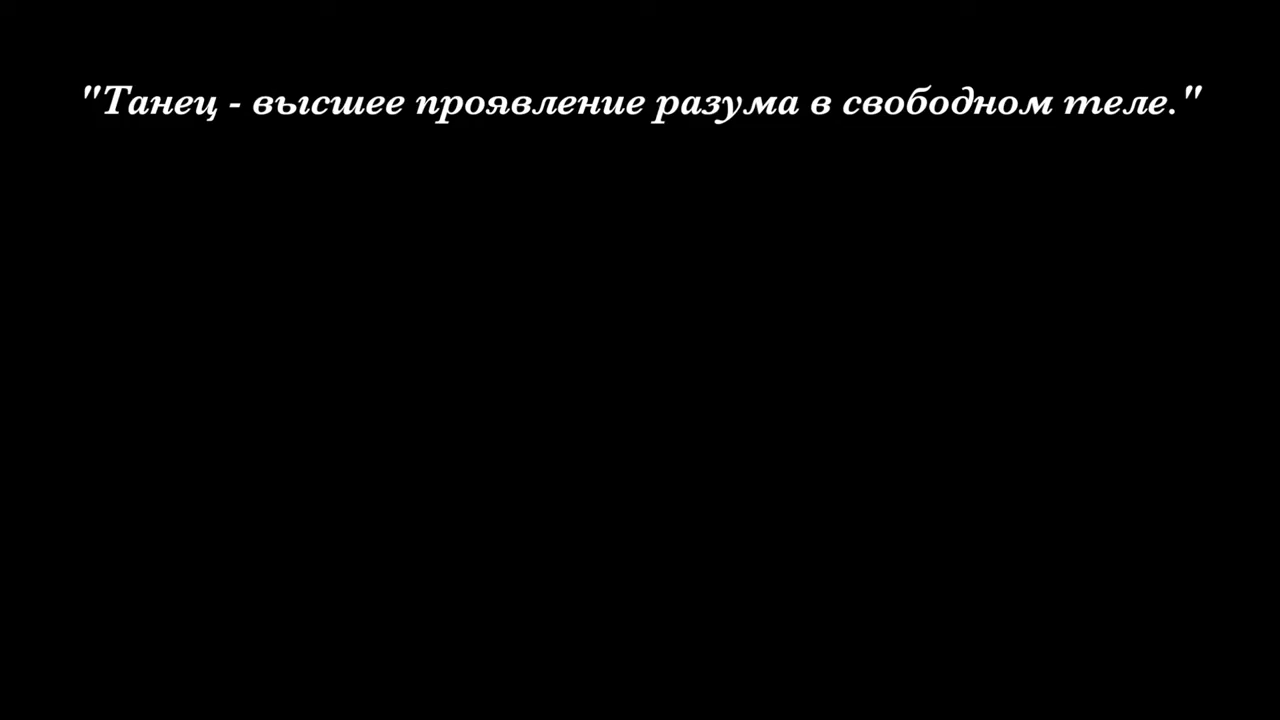 "Танец - высшее проявление разума в свободном теле."